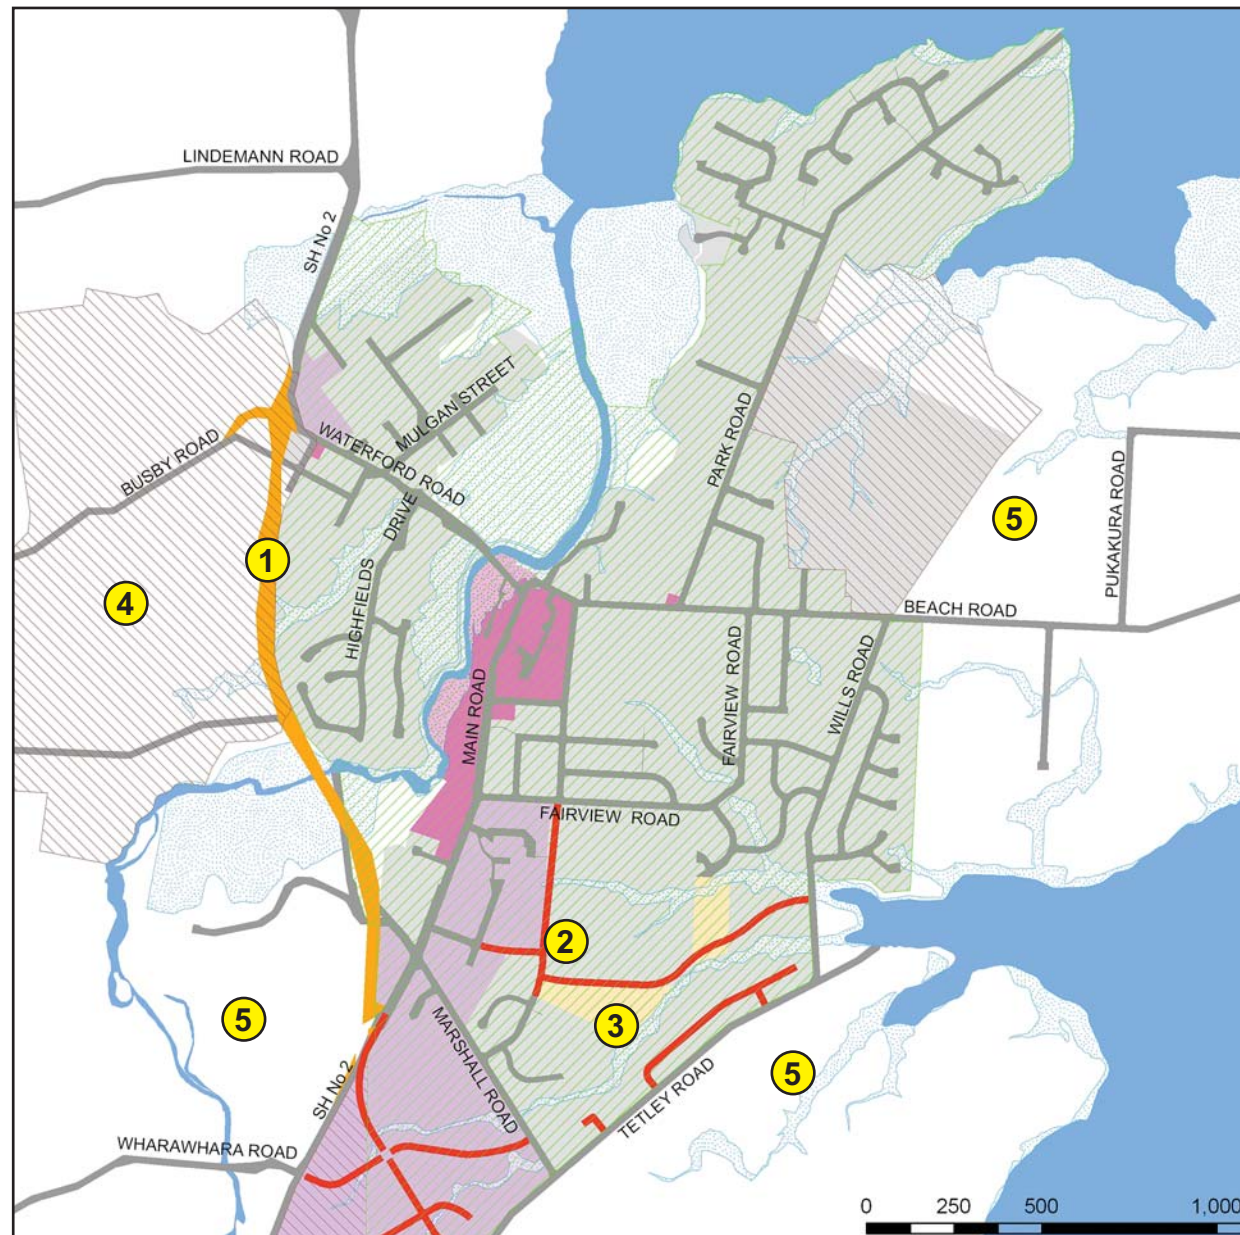 LINDEMANN ROAD
SH No 2
MULGAN STREET
WATERFORD ROAD
BUSBY ROAD
PARK ROAD
PUKAKURA ROAD
5
DRIVE
HIGHFIELDS
1
4
BEACH ROAD
FAIRVIEW ROAD
WILLS ROAD
MAIN ROAD
FAIRVIEW ROAD
2
3
5
5
MARSHALL ROAD
SH No 2
TETLEY ROAD
WHARAWHARA ROAD
0 250 500 1,000